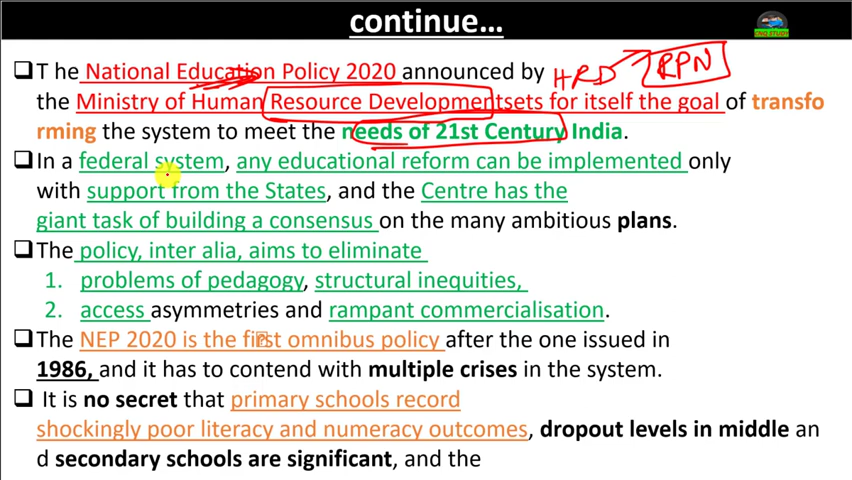 continue…
T he National Education Policy 2020 announced by HRD RPN
the Ministry of Human Resource Developmentsets for itself the goal of transfo
rming the system to meet the needs of 21st Century India.
In a federal system, any educational reform can be implemented only
with support from the States, and the Centre has the
giant task of building a consensus on the many ambitious plans.
The policy, inter alia, aims to eliminate
1. problems of pedagogy, structural inequities,
2. access asymmetries and rampant commercialisation.
The NEP 2020 is the first omnibus policy after the one issued in
1986, and it has to contend with multiple crises in the system.
It is no secret that primary schools record
shockingly poor literacy and numeracy outcomes, dropout levels in middle an
d secondary schools are significant, and the